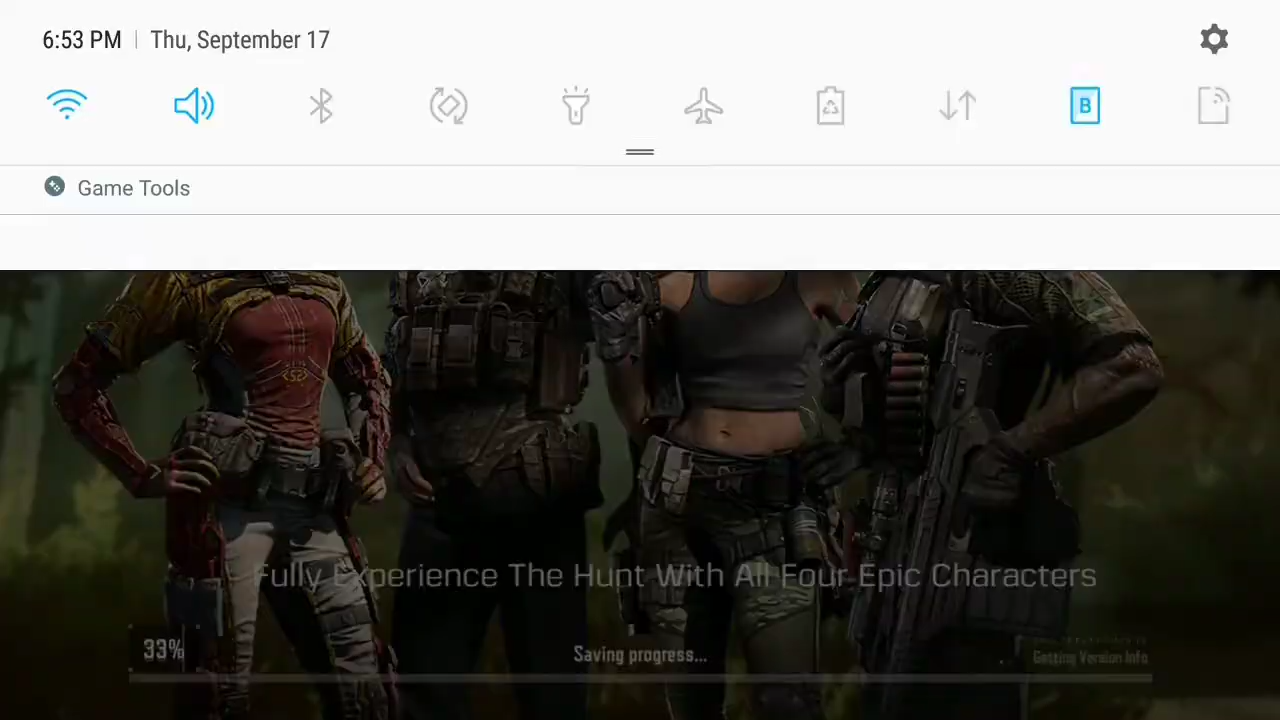 6:53 PM | Thu, September 17
B
Game Tools
Fully Experience The Hunt With All Four Epic Characters
33%
Saving progress...
Getting Version Info